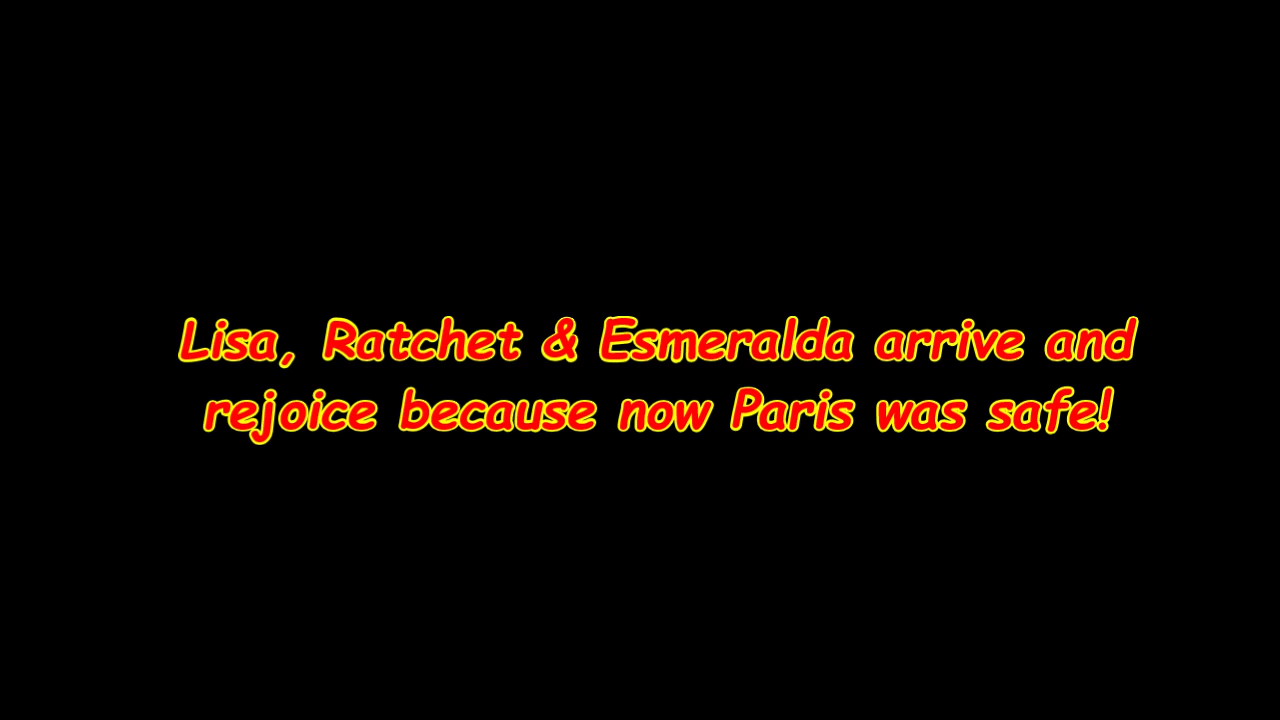 Lisa, Ratchet & Esmeralda arrive and
rejoice because now Paris was safe!